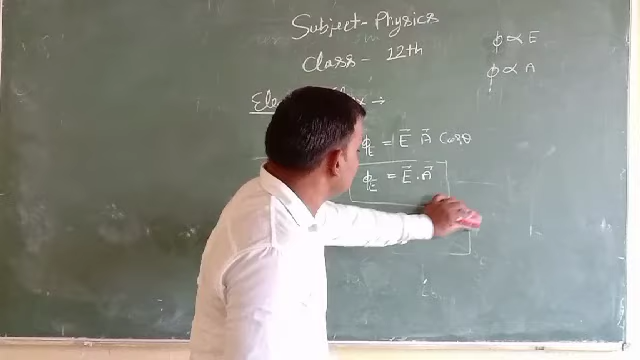 Subject- Physics
Class - 12th
ϕ ∝ E
ϕ ∝ A
ϕE = E⃗ A⃗ Cosθ
ϕE = E⃗ . A⃗